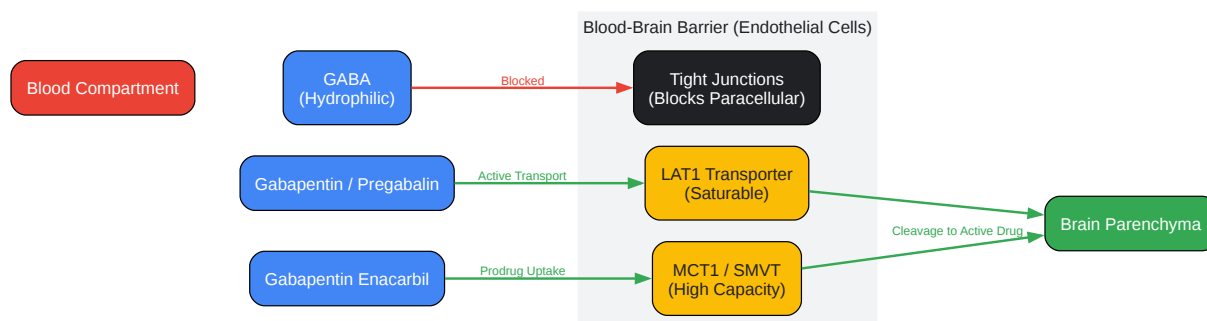 Blood-Brain Barrier (Endothelial Cells)
Blood Compartment
GABA
(Hydrophilic)
Blocked
Tight Junctions
(Blocks Paracellular)
Gabapentin / Pregabalin
Active Transport
LAT1 Transporter
(Saturable)
Brain Parenchyma
Cleavage to Active Drug
Gabapentin Enacarbil
Prodrug Uptake
MCT1 / SMVT
(High Capacity)